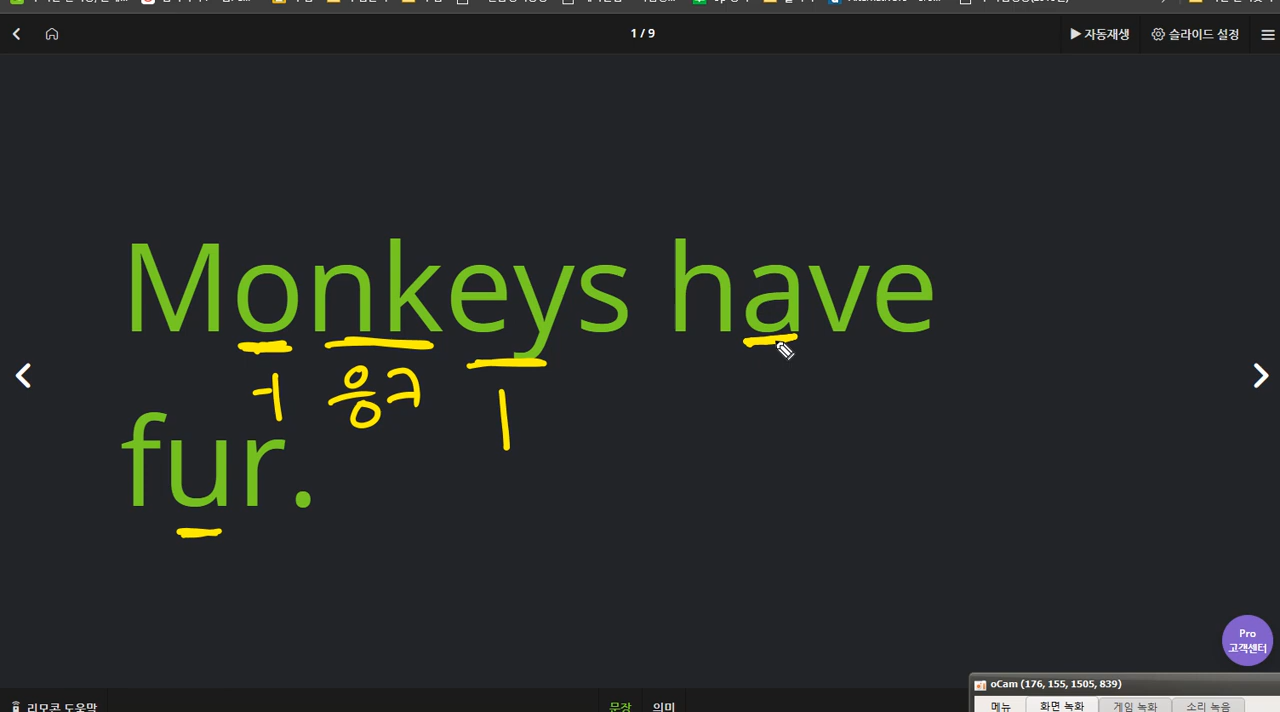 1 / 9
▶ 자동재생
슬라이드 설정
Monkeys have
ㅓ 응크 ㅣ
fur.
Pro
고객센터
oCam (176, 155, 1505, 839)
메뉴 화면 녹화 게임 녹화 소리 녹음
리모콘 도움말
문장 의미